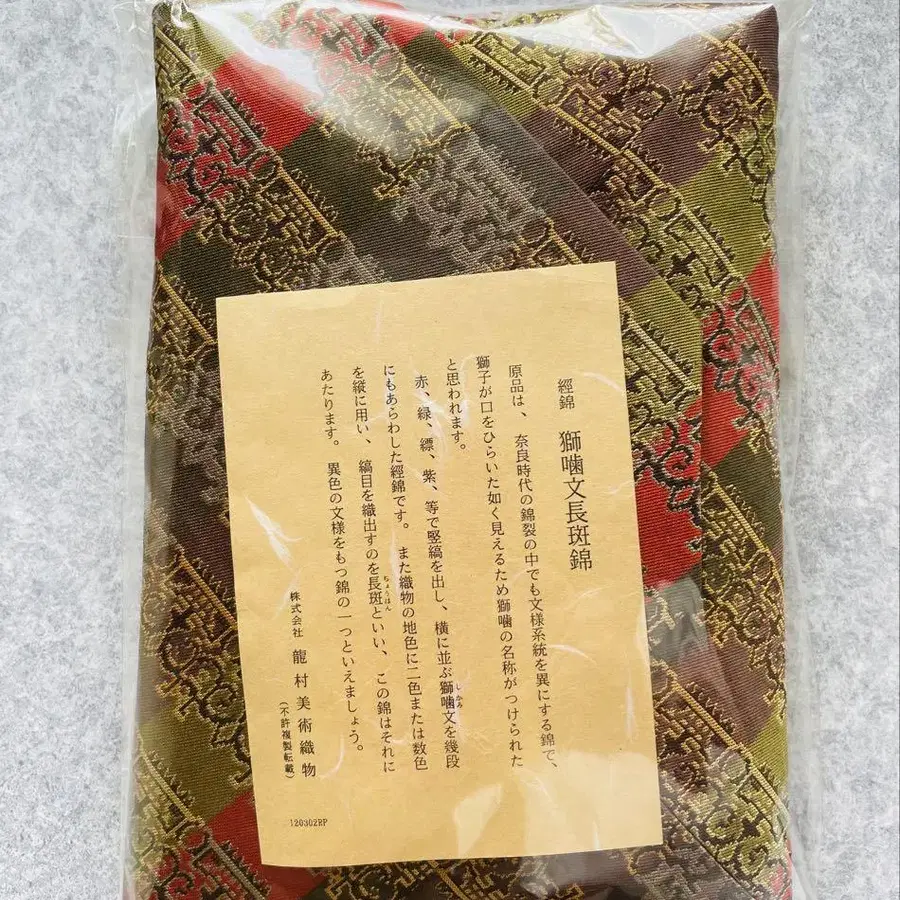 經錦　獅噛文長斑錦
原品は、奈良時代の錦裂の中でも文様系統を異にする錦で、
獅子が口をひらいた如く見えるため獅噛の名称がつけられた
と思われます。
赤、緑、縹、紫、等で竪縞を出し、横に並ぶ獅噛文を幾段
しかみ
にもあらわした經錦です。また織物の地色に二色または数色
を縦に用い、縞目を織出すのを長斑といい、この錦はそれに
ちょうはん
あたります。異色の文様をもつ錦の一つといえましょう。
株式会社　龍村美術織物
(不許複製転載)
120302RP